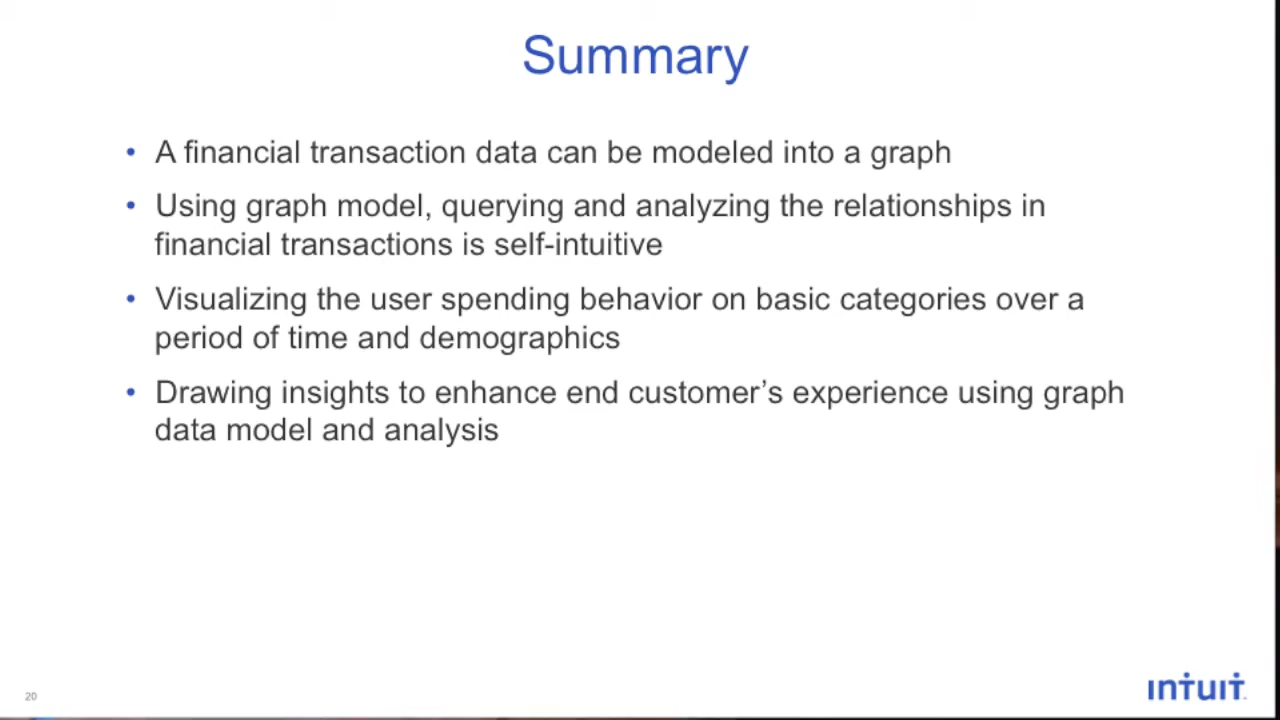 Summary
• A financial transaction data can be modeled into a graph
• Using graph model, querying and analyzing the relationships in
financial transactions is self-intuitive
• Visualizing the user spending behavior on basic categories over a
period of time and demographics
• Drawing insights to enhance end customer’s experience using graph
data model and analysis
20
intuit